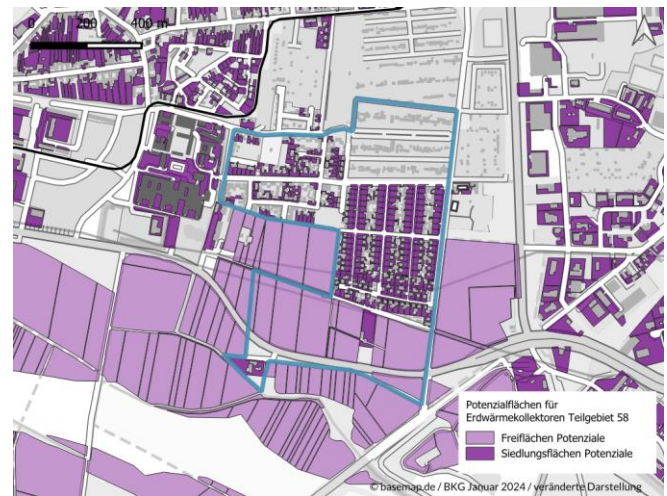 0 200 400 m
Potenzialflächen für
Erdwärmekollektoren Teilgebiet 58
Freiflächen Potenziale
Siedlungsflächen Potenziale
© basemap.de / BKG Januar 2024 / veränderte Darstellung